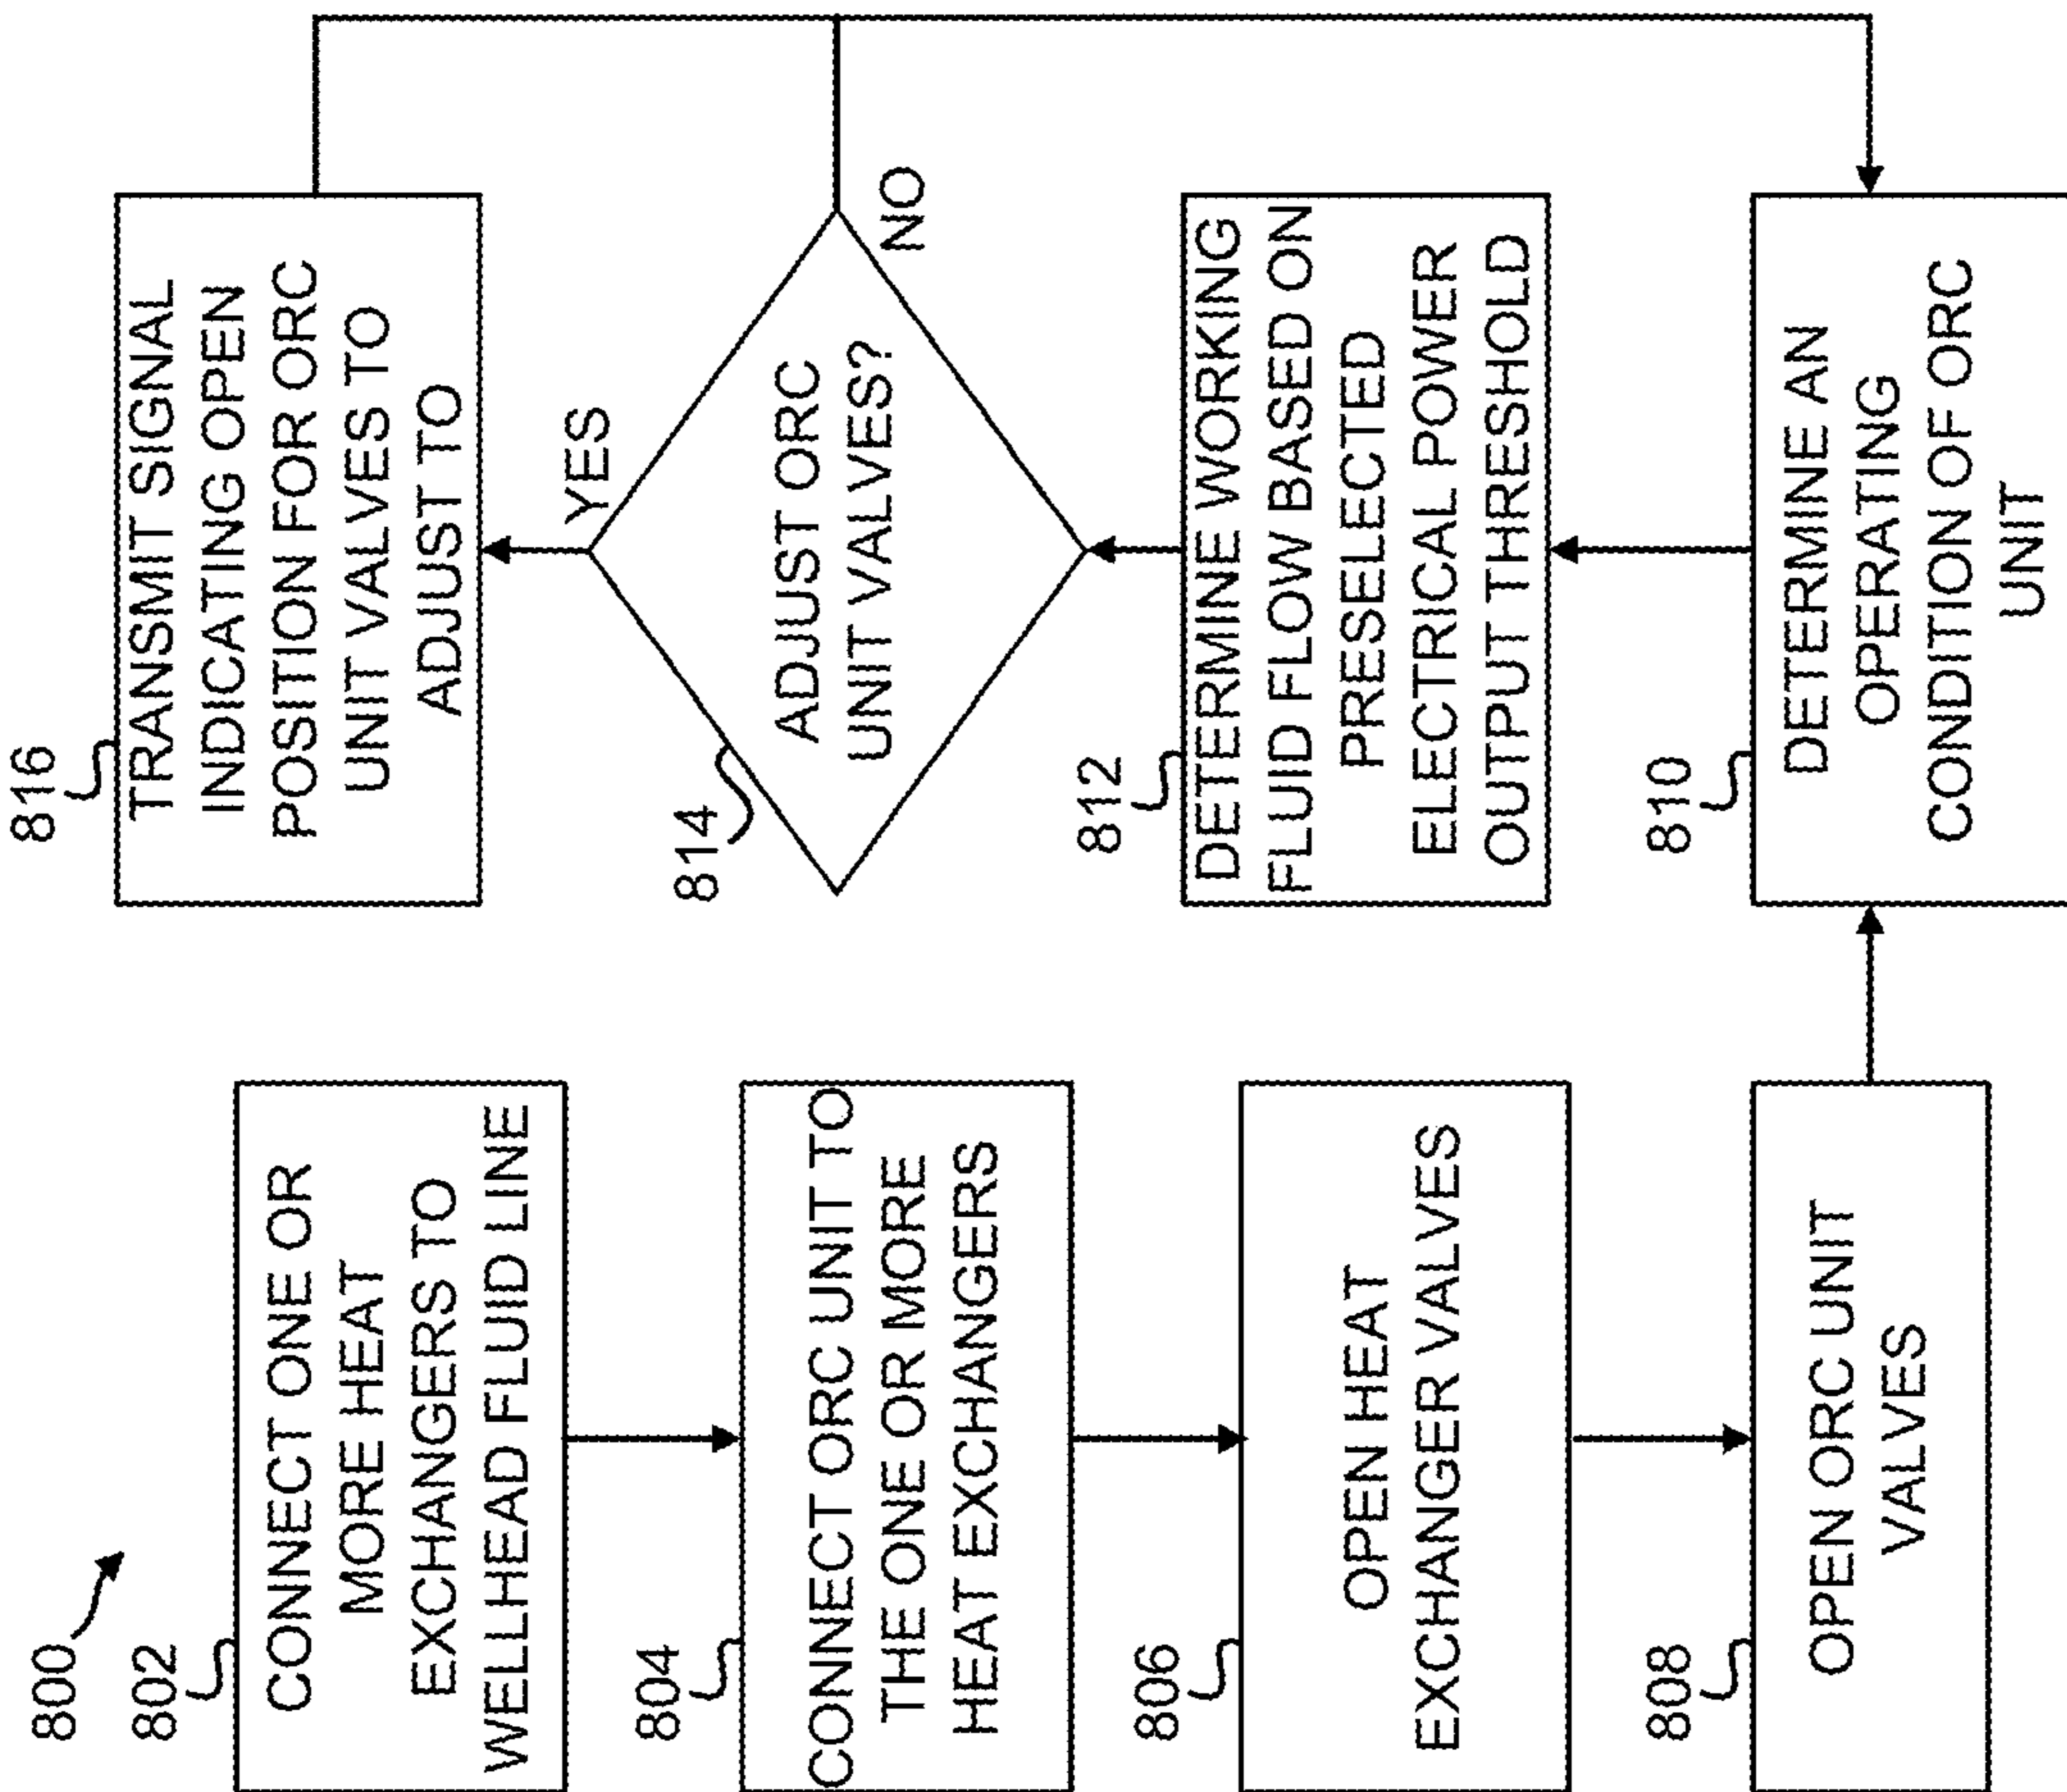 800
802
CONNECT ONE OR
MORE HEAT
EXCHANGERS TO
WELLHEAD FLUID LINE
804
CONNECT ORC UNIT TO
THE ONE OR MORE
HEAT EXCHANGERS
806
OPEN HEAT
EXCHANGER VALVES
808
OPEN ORC UNIT
VALVES
810
DETERMINE AN
OPERATING
CONDITION OF ORC
UNIT
812
DETERMINE WORKING
FLUID FLOW BASED ON
PRESELECTED
ELECTRICAL POWER
OUTPUT THRESHOLD
814
ADJUST ORC
UNIT VALVES?
YES
NO
816
TRANSMIT SIGNAL
INDICATING OPEN
POSITION FOR ORC
UNIT VALVES TO
ADJUST TO